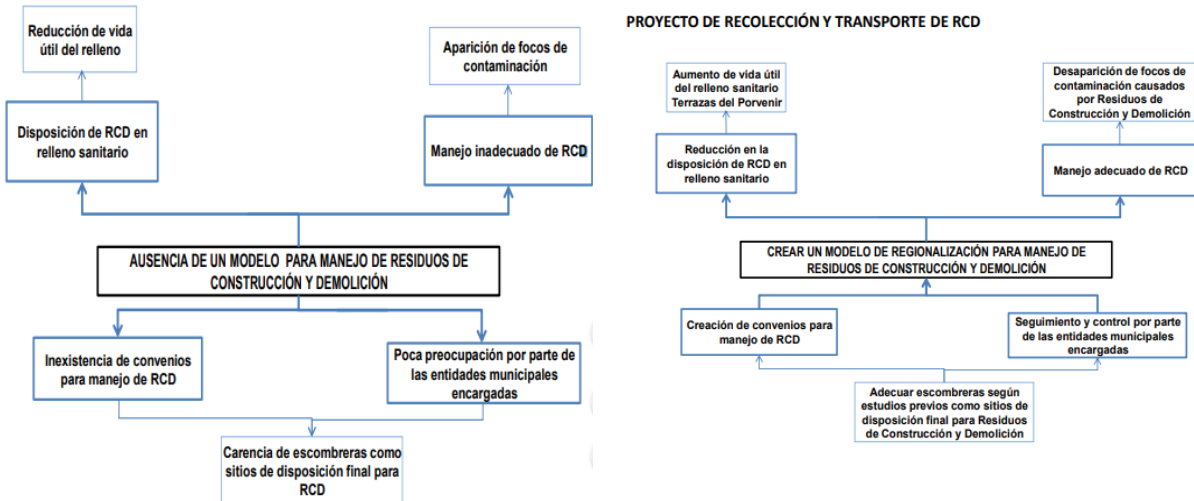 Reducción de vida
útil del relleno
Aparición de focos de
contaminación
Disposición de RCD en
relleno sanitario
Manejo inadecuado de RCD
AUSENCIA DE UN MODELO PARA MANEJO DE RESIDUOS DE
CONSTRUCCIÓN Y DEMOLICIÓN
Inexistencia de convenios
para manejo de RCD
Poca preocupación por parte de
las entidades municipales
encargadas
Carencia de escombreras como
sitios de disposición final para
RCD
PROYECTO DE RECOLECCIÓN Y TRANSPORTE DE RCD
Aumento de vida útil
del relleno sanitario
Terrazas del Porvenir
Desaparición de focos de
contaminación causados
por Residuos de
Construcción y Demolición
Reducción en la
disposición de RCD en
relleno sanitario
Manejo adecuado de RCD
CREAR UN MODELO DE REGIONALIZACIÓN PARA MANEJO DE
RESIDUOS DE CONSTRUCCIÓN Y DEMOLICIÓN
Creación de convenios para
manejo de RCD
Seguimiento y control por parte
de las entidades municipales
encargadas
Adecuar escombreras según
estudios previos como sitios de
disposición final para Residuos
de Construcción y Demolición